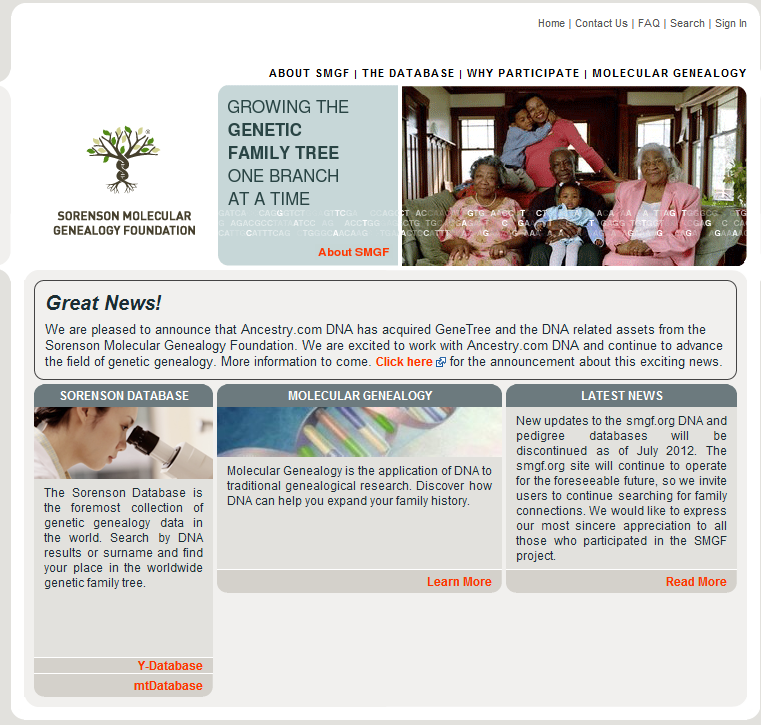 Home | Contact Us | FAQ | Search | Sign In
ABOUT SMGF | THE DATABASE | WHY PARTICIPATE | MOLECULAR GENEALOGY
GROWING THE
GENETIC
FAMILY TREE
ONE BRANCH
AT A TIME
About SMGF
SORENSON MOLECULAR
GENEALOGY FOUNDATION
Great News!
We are pleased to announce that Ancestry.com DNA has acquired GeneTree and the DNA related assets from the
Sorenson Molecular Genealogy Foundation. We are excited to work with Ancestry.com DNA and continue to advance
the field of genetic genealogy. More information to come. Click here for the announcement about this exciting news.
SORENSON DATABASE
The Sorenson Database is
the foremost collection of
genetic genealogy data in
the world. Search by DNA
results or surname and find
your place in the worldwide
genetic family tree.
Y-Database
mtDatabase
MOLECULAR GENEALOGY
Molecular Genealogy is the application of DNA to
traditional genealogical research. Discover how
DNA can help you expand your family history.
Learn More
LATEST NEWS
New updates to the smgf.org DNA and
pedigree databases will be
discontinued as of July 2012. The
smgf.org site will continue to operate
for the foreseeable future, so we invite
users to continue searching for family
connections. We would like to express
our most sincere appreciation to all
those who participated in the SMGF
project.
Read More